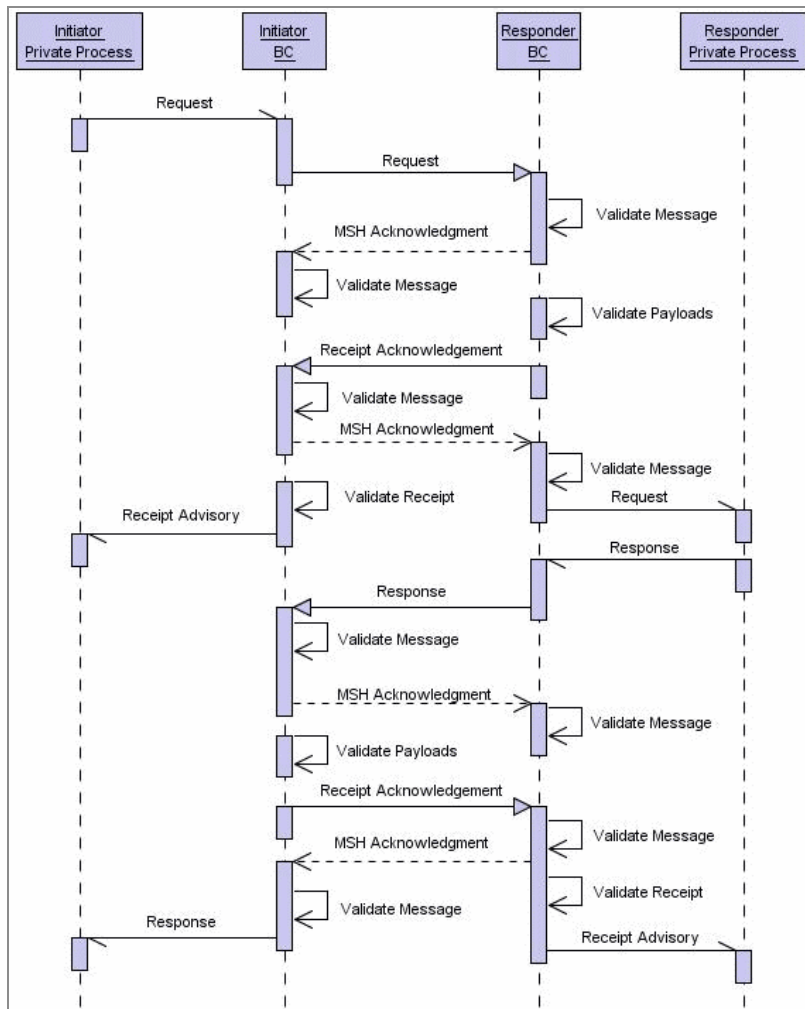 Initiator
Private Process
Initiator
BC
Responder
BC
Responder
Private Process
Request
Request
Validate Message
MSH Acknowledgment
Validate Message
Validate Payloads
Receipt Acknowledgement
Validate Message
MSH Acknowledgment
Validate Message
Validate Receipt
Request
Receipt Advisory
Response
Response
Validate Message
MSH Acknowledgment
Validate Message
Validate Payloads
Receipt Acknowledgement
Validate Message
MSH Acknowledgment
Validate Receipt
Validate Message
Response
Receipt Advisory